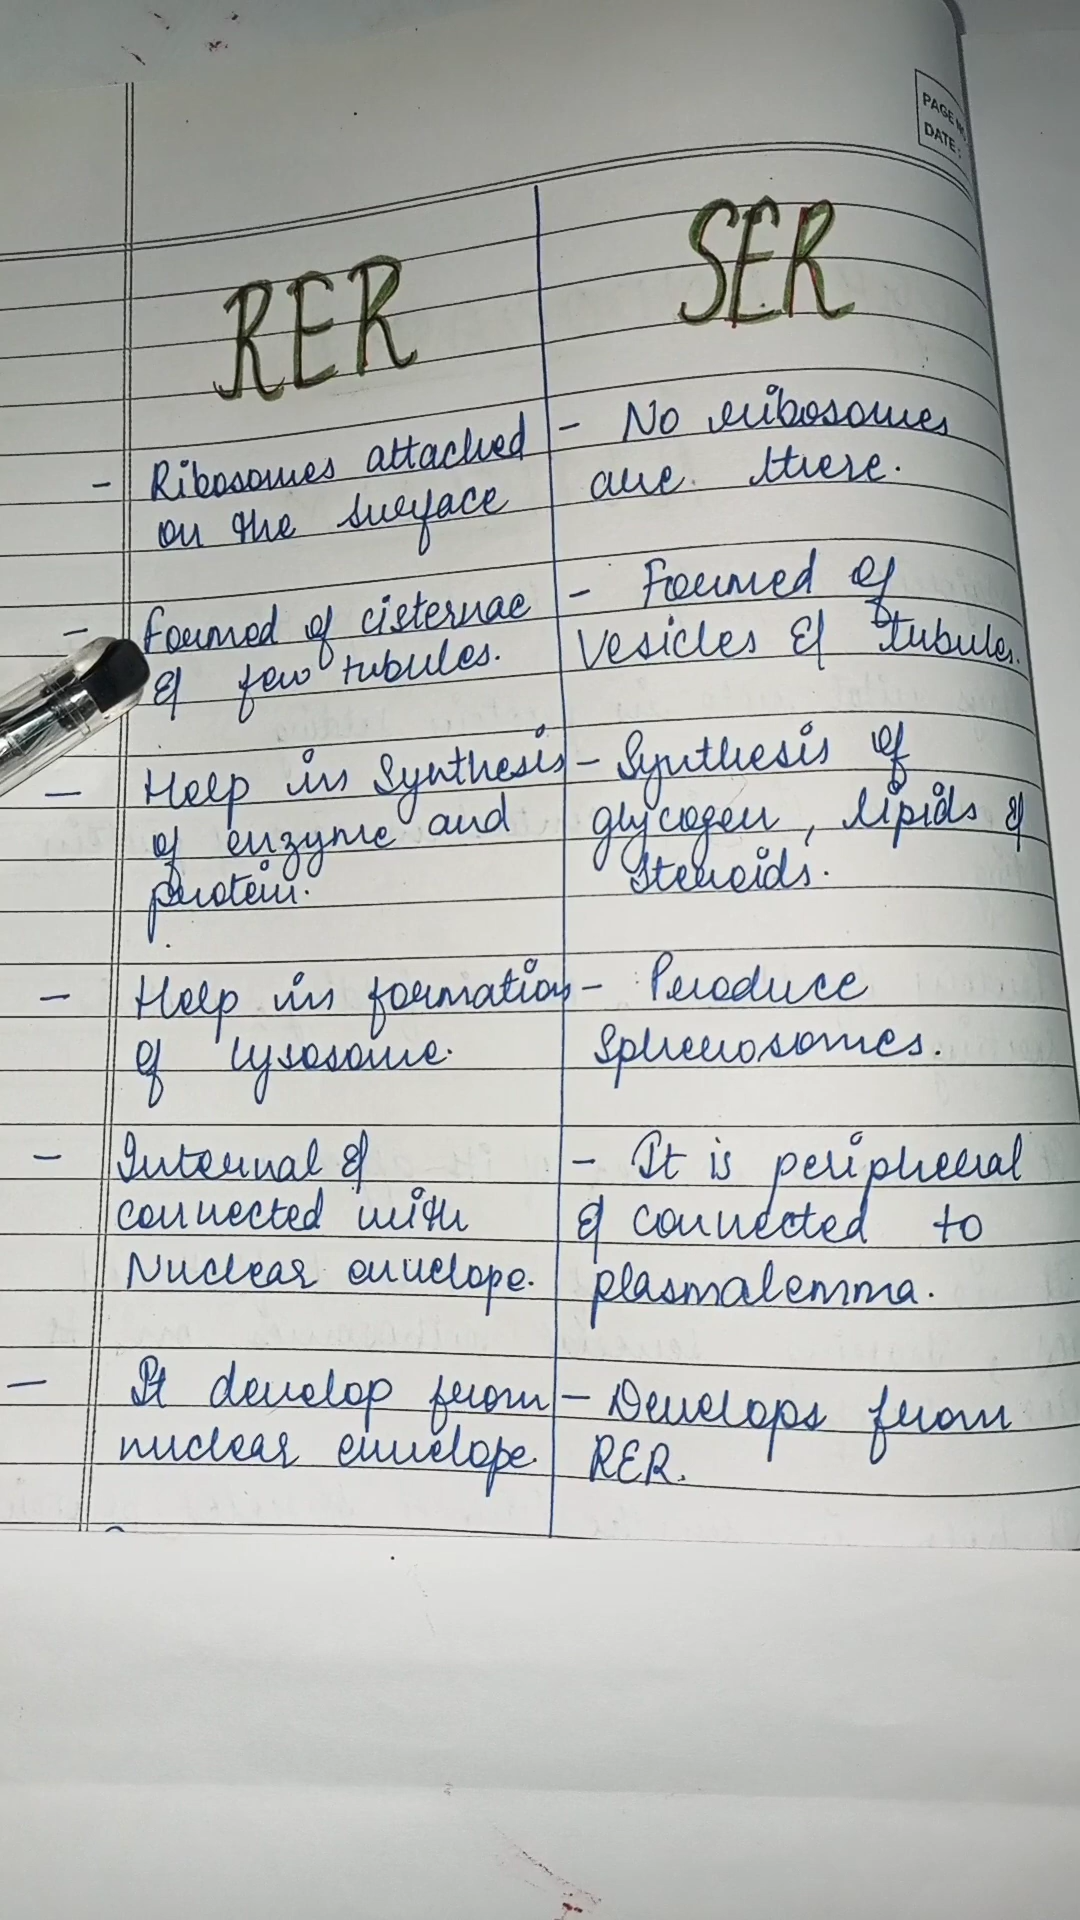 PAGE N
DATE:
RER
- Ribosomes attached
on the surface
- Formed of cisternae
& few tubules.
- Help in Synthesis
of enzyme and
protein.
- Help in formation
of lysosome.
- Internal &
connected with
Nuclear envelope.
- It develop from
nuclear envelope.
SER
- No ribosomes
are there.
- Formed of
Vesicles & tubules.
- Synthesis of
glycogen, lipids &
steroids.
- Produce
Spherosomes.
- It is peripheral
& connected to
plasmalemma.
- Develops from
RER.